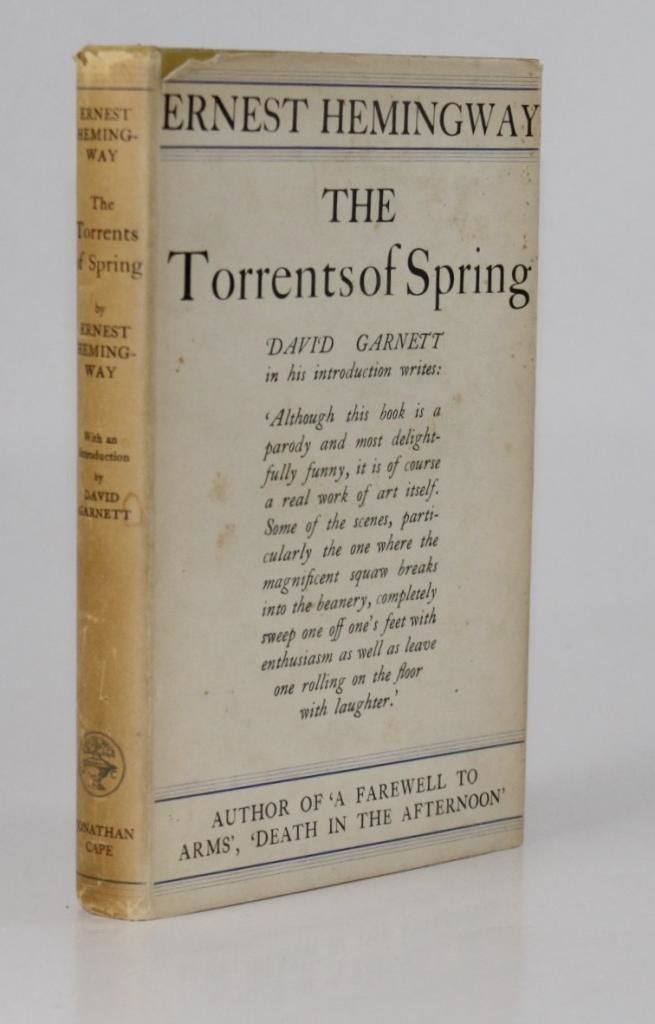 ERNEST
HEMING-
WAY
The
Torrents
of Spring
by
ERNEST
HEMING-
WAY
With an
Introduction
by
DAVID
GARNETT
JONATHAN
CAPE
ERNEST HEMINGWAY
THE
Torrents of Spring
DAVID GARNETT
in his introduction writes:
‘Although this book is a
parody and most delight-
fully funny, it is of course
a real work of art itself.
Some of the scenes, parti-
cularly the one where the
magnificent squaw breaks
into the beanery, completely
sweep one off one’s feet with
enthusiasm as well as leave
one rolling on the floor
with laughter.’
AUTHOR OF ‘A FAREWELL TO
ARMS’, ‘DEATH IN THE AFTERNOON’